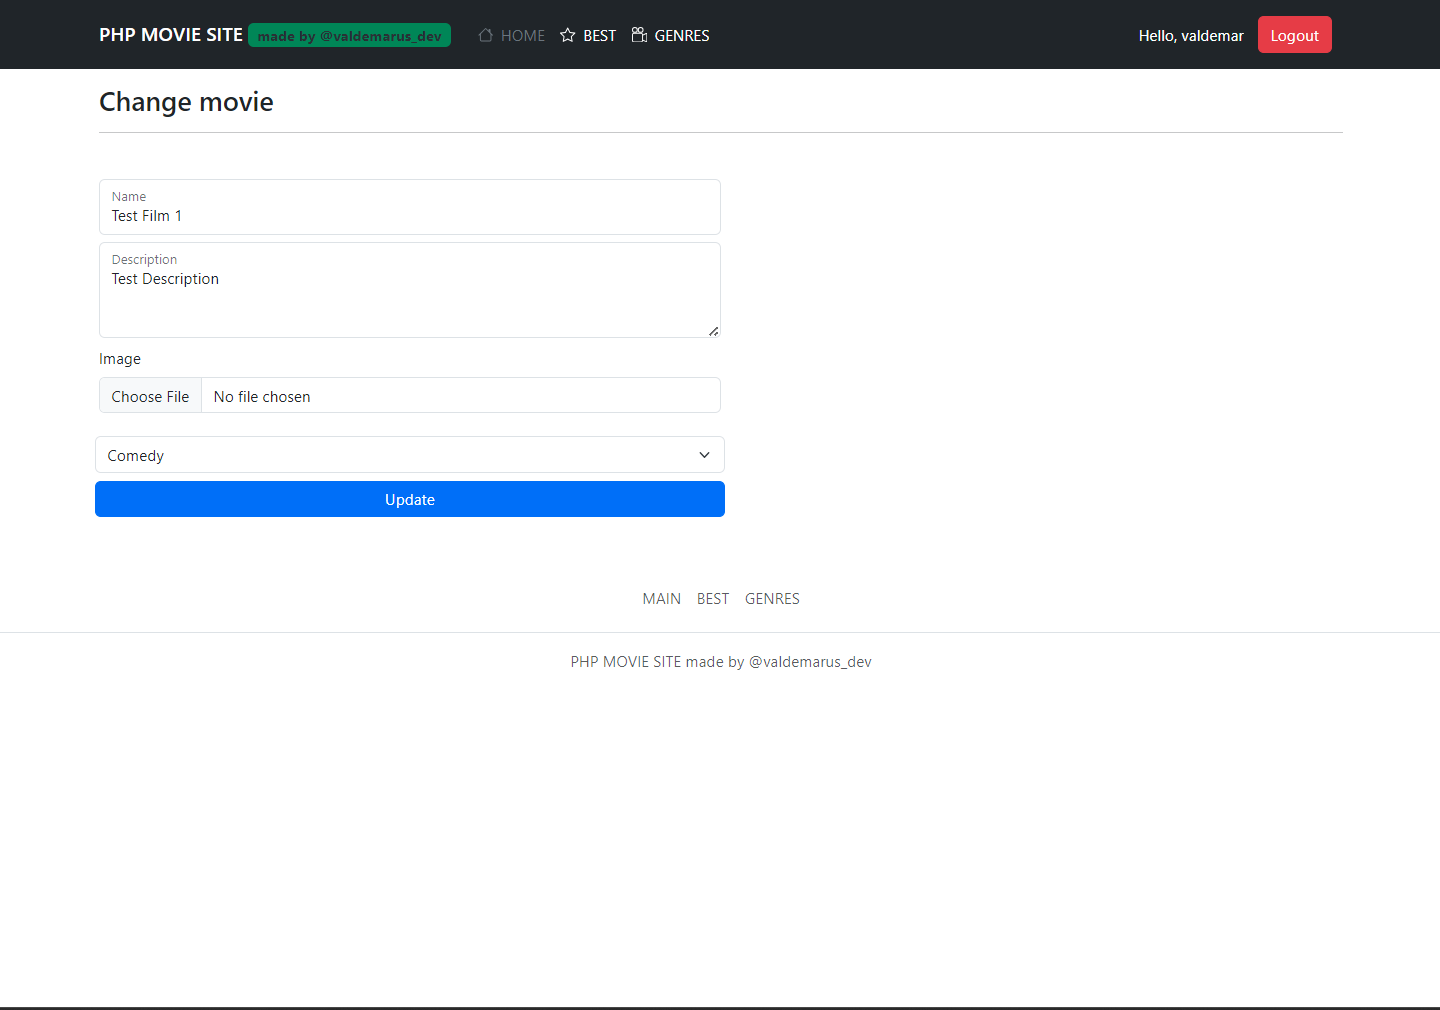 PHP MOVIE SITE made by @valdemarus_dev HOME BEST GENRES Hello, valdemar Logout
Change movie
Name
Test Film 1
Description
Test Description
Image
Choose File No file chosen
Comedy
Update
MAIN BEST GENRES
PHP MOVIE SITE made by @valdemarus_dev